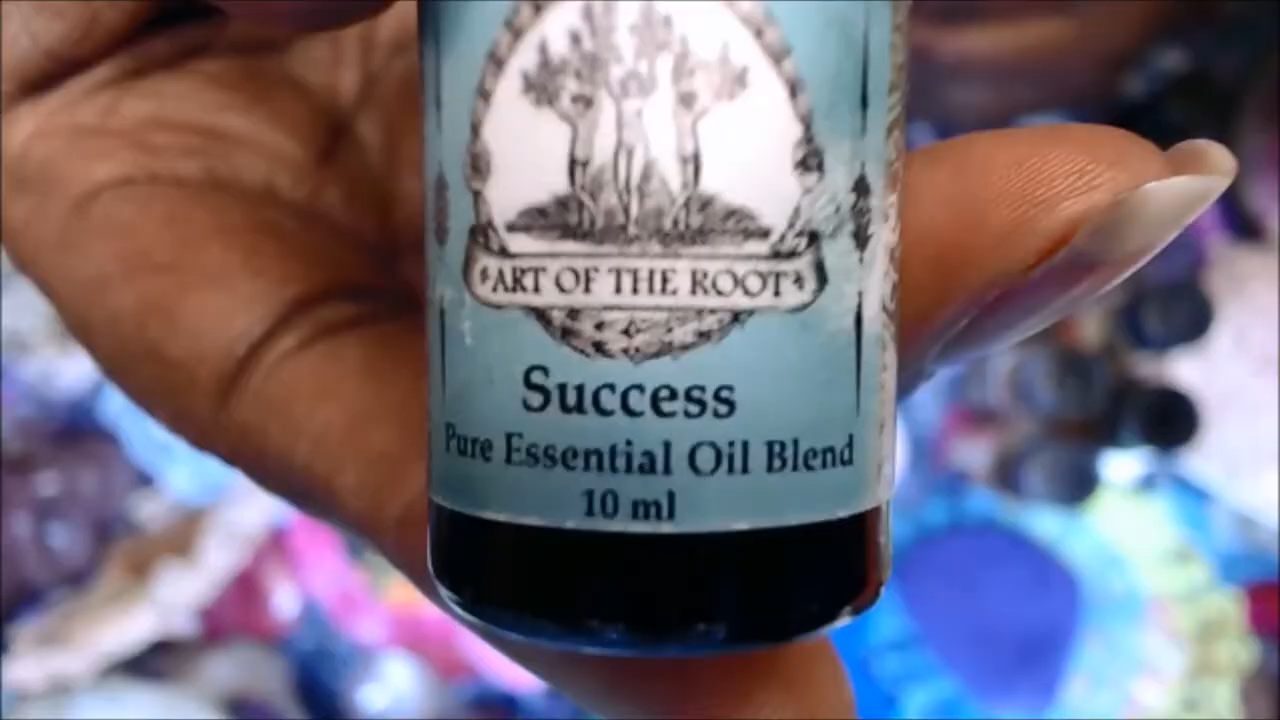 ART OF THE ROOT
Success
Pure Essential Oil Blend
10 ml